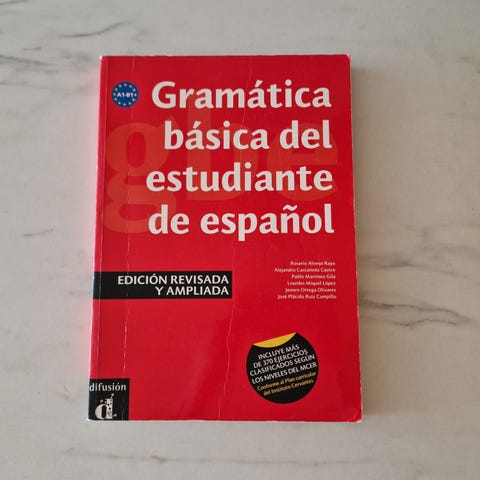 A1-B1
Gramática
básica del
estudiante
de español
Rosario Alonso Raya
Alejandro Castañeda Castro
Pablo Martínez Gila
Lourdes Miquel López
Jenaro Ortega Olivares
José Plácido Ruiz Campillo
EDICIÓN REVISADA
Y AMPLIADA
INCLUYE MÁS
DE 370 EJERCICIOS
CLASIFICADOS SEGÚN
LOS NIVELES DEL MCER
Conforme al Plan curricular
del Instituto Cervantes
difusión
d
gbe